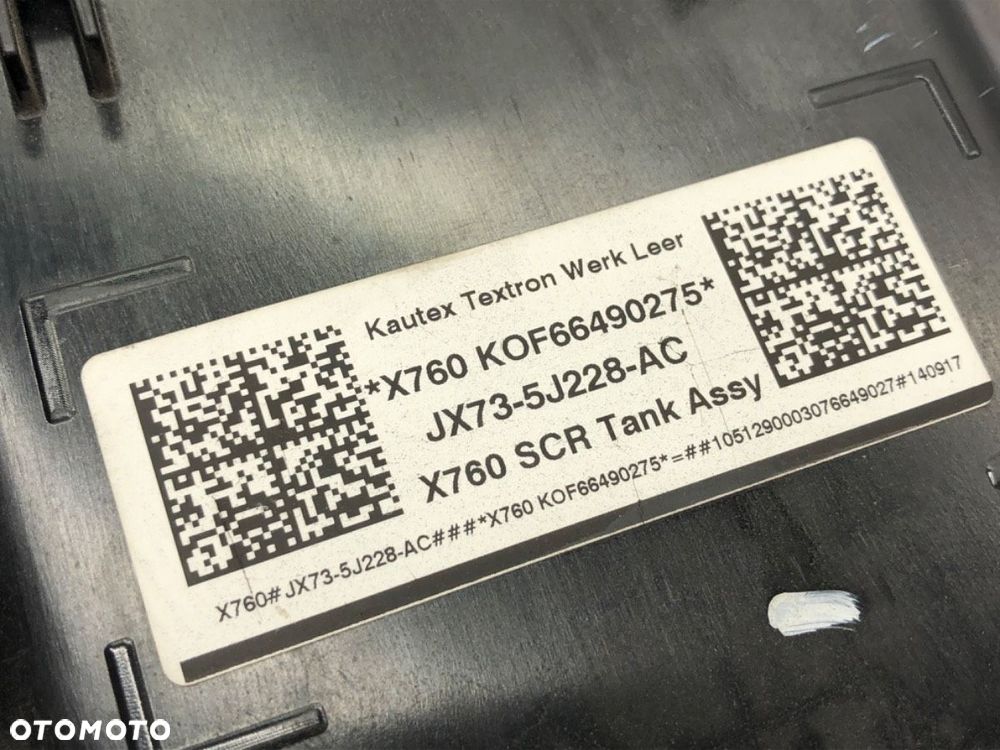 Kautex Textron Werk Leer
*X760 KOF66490275*
JX73-5J228-AC
X760 SCR Tank Assy
X760#JX73-5J228-AC###*X760 KOF66490275*=##1051290003076649027#140917
OTOMOTO